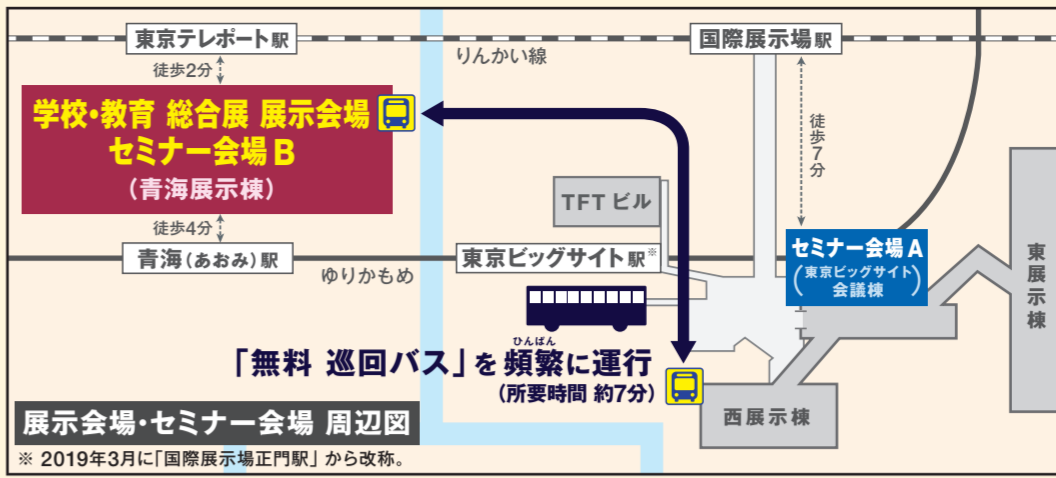 東京テレポート駅
国際展示場駅
りんかい線
徒歩2分
学校・教育 総合展 展示会場
セミナー会場B
(青海展示棟)
徒歩7分
TFTビル
徒歩4分
青海(あおみ)駅
ゆりかもめ
東京ビッグサイト駅※
セミナー会場A
(東京ビッグサイト
会議棟)
東展示棟
ひんぱん
「無料 巡回バス」を頻繁に運行
(所要時間 約7分)
西展示棟
展示会場・セミナー会場 周辺図
※ 2019年3月に「国際展示場正門駅」から改称。